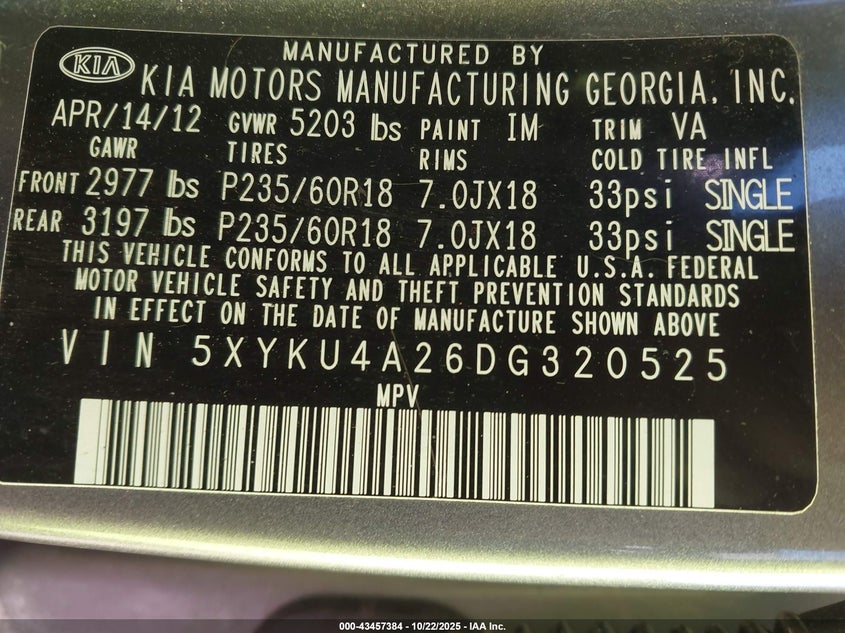 MANUFACTURED BY
KIA KIA MOTORS MANUFACTURING GEORGIA, INC.
APR/14/12 GVWR 5203 lbs PAINT IM TRIM VA
GAWR TIRES RIMS COLD TIRE INFL
FRONT 2977 lbs P235/60R18 7.0JX18 33psi SINGLE
REAR 3197 lbs P235/60R18 7.0JX18 33psi SINGLE
THIS VEHICLE CONFORMS TO ALL APPLICABLE U.S.A. FEDERAL
MOTOR VEHICLE SAFETY AND THEFT PREVENTION STANDARDS
IN EFFECT ON THE DATE OF MANUFACTURE SHOWN ABOVE
VIN 5XYKU4A26DG320525
MPV
000-43457384 - 10/22/2025 - IAA Inc.